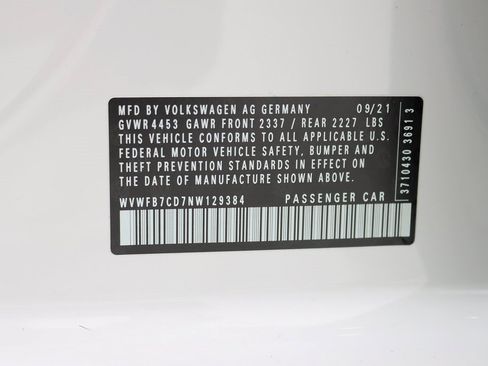 MFD BY VOLKSWAGEN AG GERMANY 09/21
GVWR 4453 GAWR FRONT 2337 / REAR 2227 LBS
THIS VEHICLE CONFORMS TO ALL APPLICABLE U.S.
FEDERAL MOTOR VEHICLE SAFETY, BUMPER AND
THEFT PREVENTION STANDARDS IN EFFECT ON
THE DATE OF MANUFACTURE SHOWN ABOVE.
WVWFB7CD7NW129384 PASSENGER CAR
3710430 3691 3